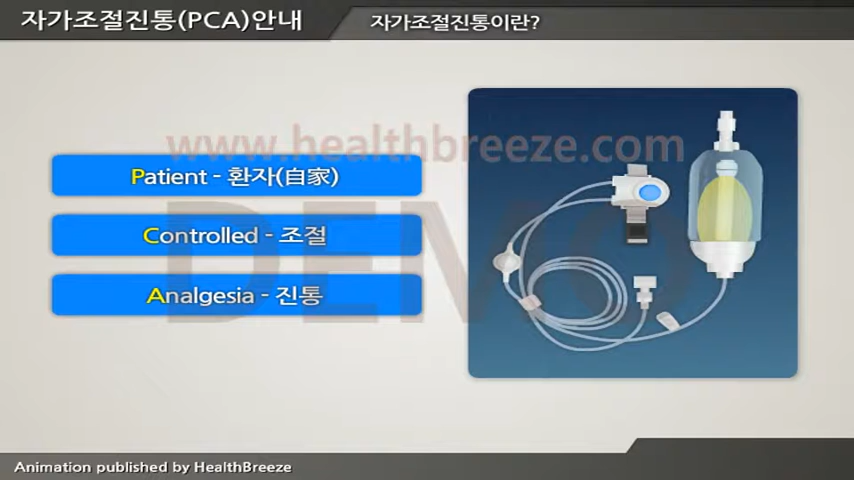 자가조절진통(PCA)안내
자가조절진통이란?
www.healthbreeze.com
DEMO
Patient - 환자(自家)
Controlled - 조절
Analgesia - 진통
Animation published by HealthBreeze